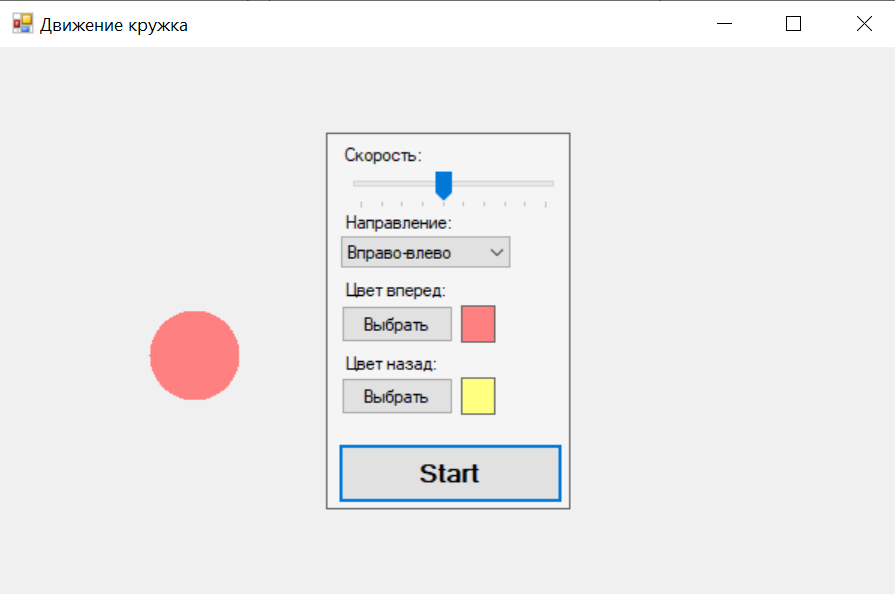 Движение кружка
Скорость:
Направление:
Вправо-влево
Цвет вперед:
Выбрать
Цвет назад:
Выбрать
Start